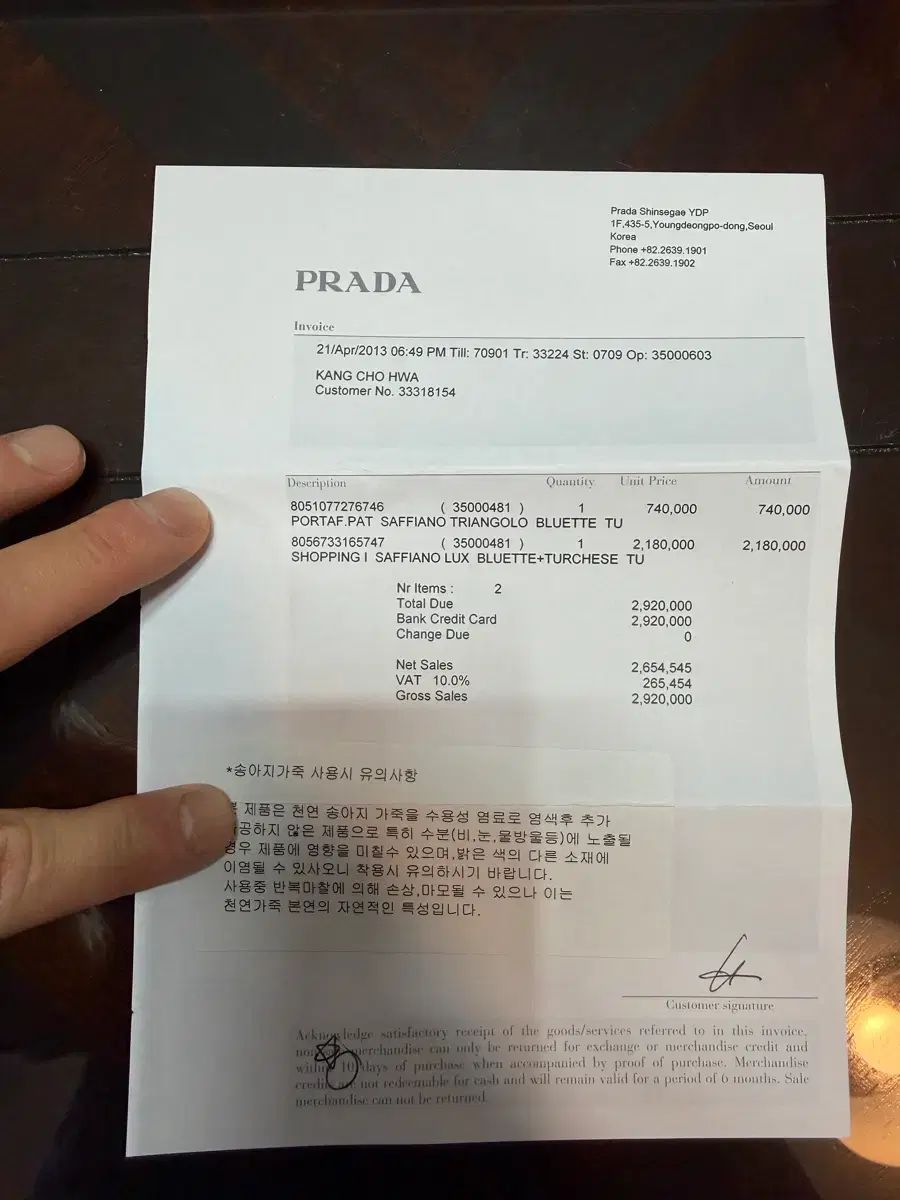 Prada Shinsegae YDP
1F,435-5,Youngdeongpo-dong,Seoul
Korea
Phone +82.2639.1901
Fax +82.2639.1902
PRADA
Invoice
21/Apr/2013 06:49 PM Till: 70901 Tr: 33224 St: 0709 Op: 35000603
KANG CHO HWA
Customer No. 33318154
Description Quantity Unit Price Amount
8051077276746 ( 35000481 ) 1 740,000 740,000
PORTAF.PAT SAFFIANO TRIANGOLO BLUETTE TU
8056733165747 ( 35000481 ) 1 2,180,000 2,180,000
SHOPPING I SAFFIANO LUX BLUETTE+TURCHESE TU
Nr Items : 2
Total Due 2,920,000
Bank Credit Card 2,920,000
Change Due 0
Net Sales 2,654,545
VAT 10.0% 265,454
Gross Sales 2,920,000
*송아지가죽 사용시 유의사항
제품은 천연 송아지 가죽을 수용성 염료로 염색후 추가
않은 제품으로 특히 수분(비,눈,물방울등)에 노출될
경우 제품에 영향을 미칠수 있으며,밝은 색의 다른 소재에
이염될 수 있사오니 착용시 유의하시기 바랍니다.
사용중 반복마찰에 의해 손상,마모될 수 있으나 이는
천연가죽 본연의 자연적인 특성입니다.
Customer signature
Acknowledge satisfactory receipt of the goods/services referred to in this invoice,
merchandise can only be returned for exchange or merchandise credit and
within 10 days of purchase when accompanied by proof of purchase. Merchandise
not redeemable for cash and will remain valid for a period of 6 months. Sale
merchandise can not be returned.